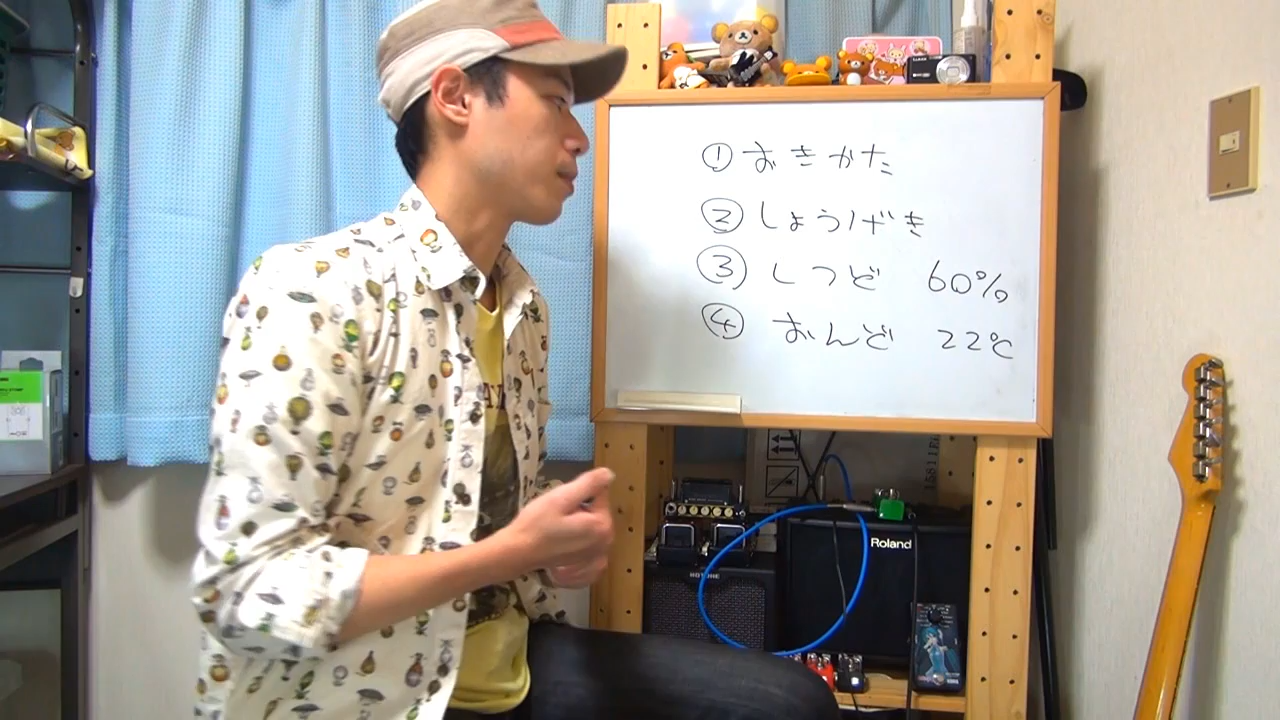 ①おきかた
②しょうげき
③しつど 60%
④おんど 22℃
Roland